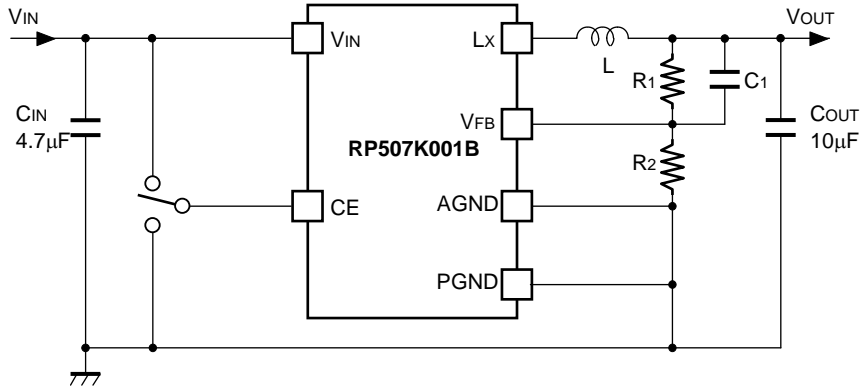 VIN
VIN
LX
VOUT
L
R1
C1
CIN
4.7μF
COUT
10μF
VFB
RP507K001B
R2
CE
AGND
PGND